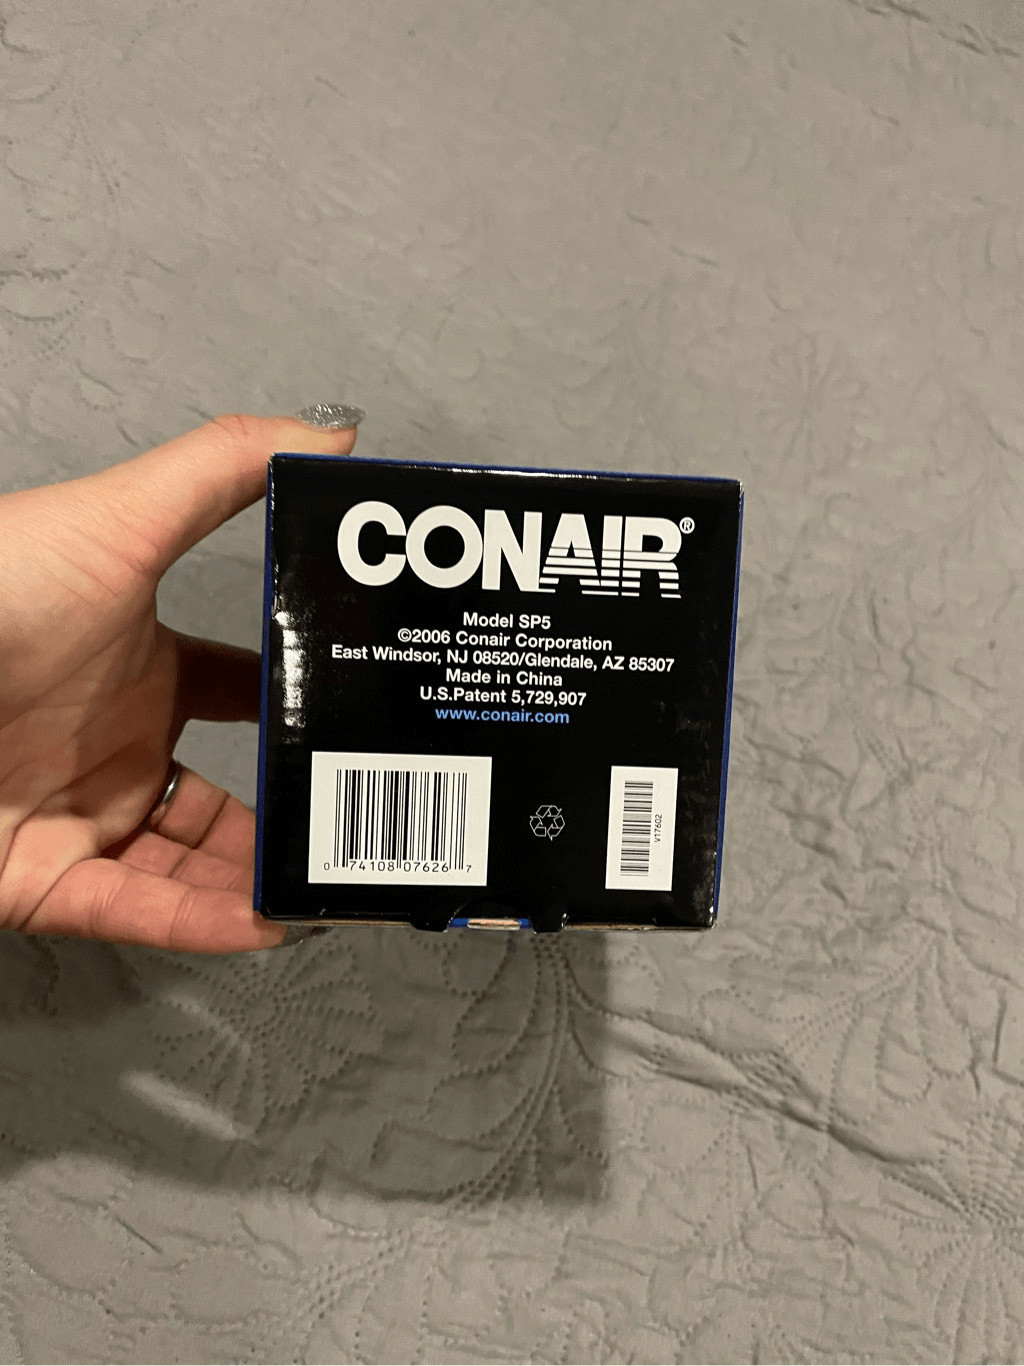 CONAIR®
Model SP5
©2006 Conair Corporation
East Windsor, NJ 08520/Glendale, AZ 85307
Made in China
U.S.Patent 5,729,907
www.conair.com
0 74108 07626 7
V17602